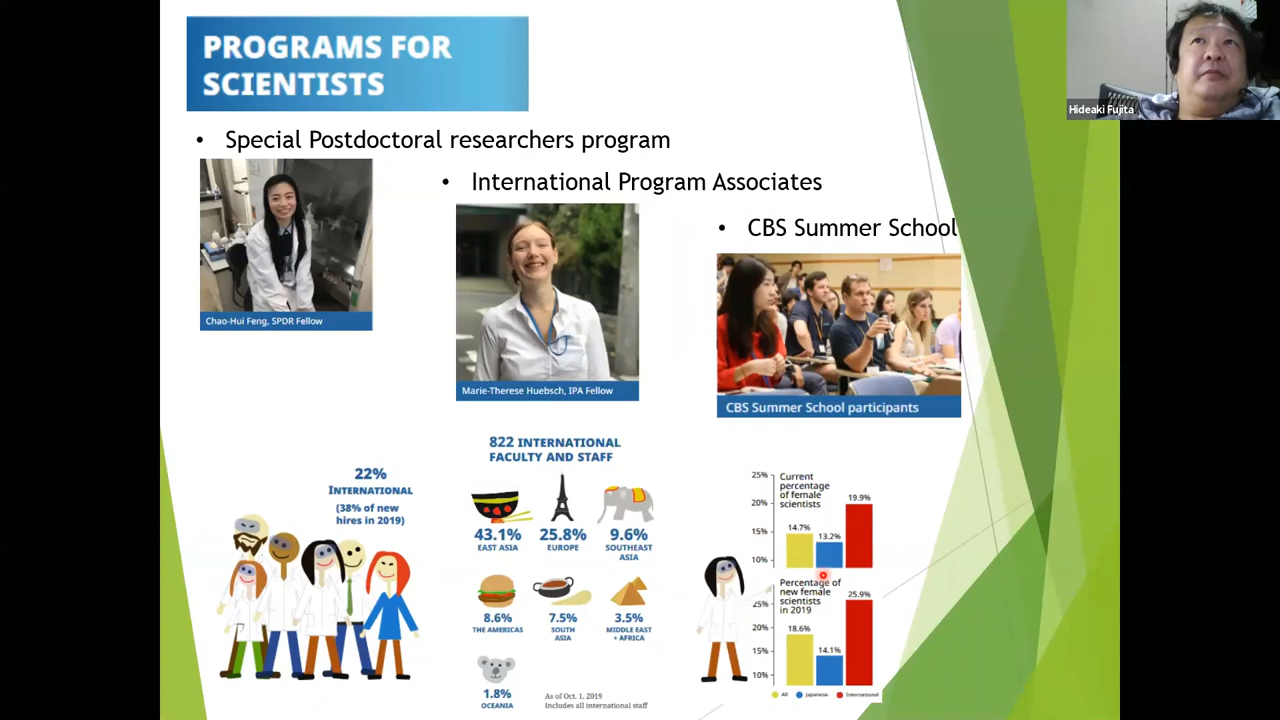 PROGRAMS FOR
SCIENTISTS
Hideaki Fujita
• Special Postdoctoral researchers program
• International Program Associates
• CBS Summer School
Chao-Hui Feng, SPDR Fellow
Marie-Therese Huebsch, IPA Fellow
CBS Summer School participants
22%
INTERNATIONAL
(38% of new
hires in 2019)
822 INTERNATIONAL
FACULTY AND STAFF
43.1%
EAST ASIA
25.8%
EUROPE
9.6%
SOUTHEAST
ASIA
8.6%
THE AMERICAS
7.5%
SOUTH
ASIA
3.5%
MIDDLE EAST
+ AFRICA
1.8%
OCEANIA
As of Oct. 1, 2019
Includes all international staff
Current
percentage
of female
scientists
25%
20%
15%
10%
14.7%
13.2%
19.9%
Percentage of
new female
scientists
in 2019
25%
20%
15%
10%
18.6%
14.1%
25.9%
All
Japanese
International